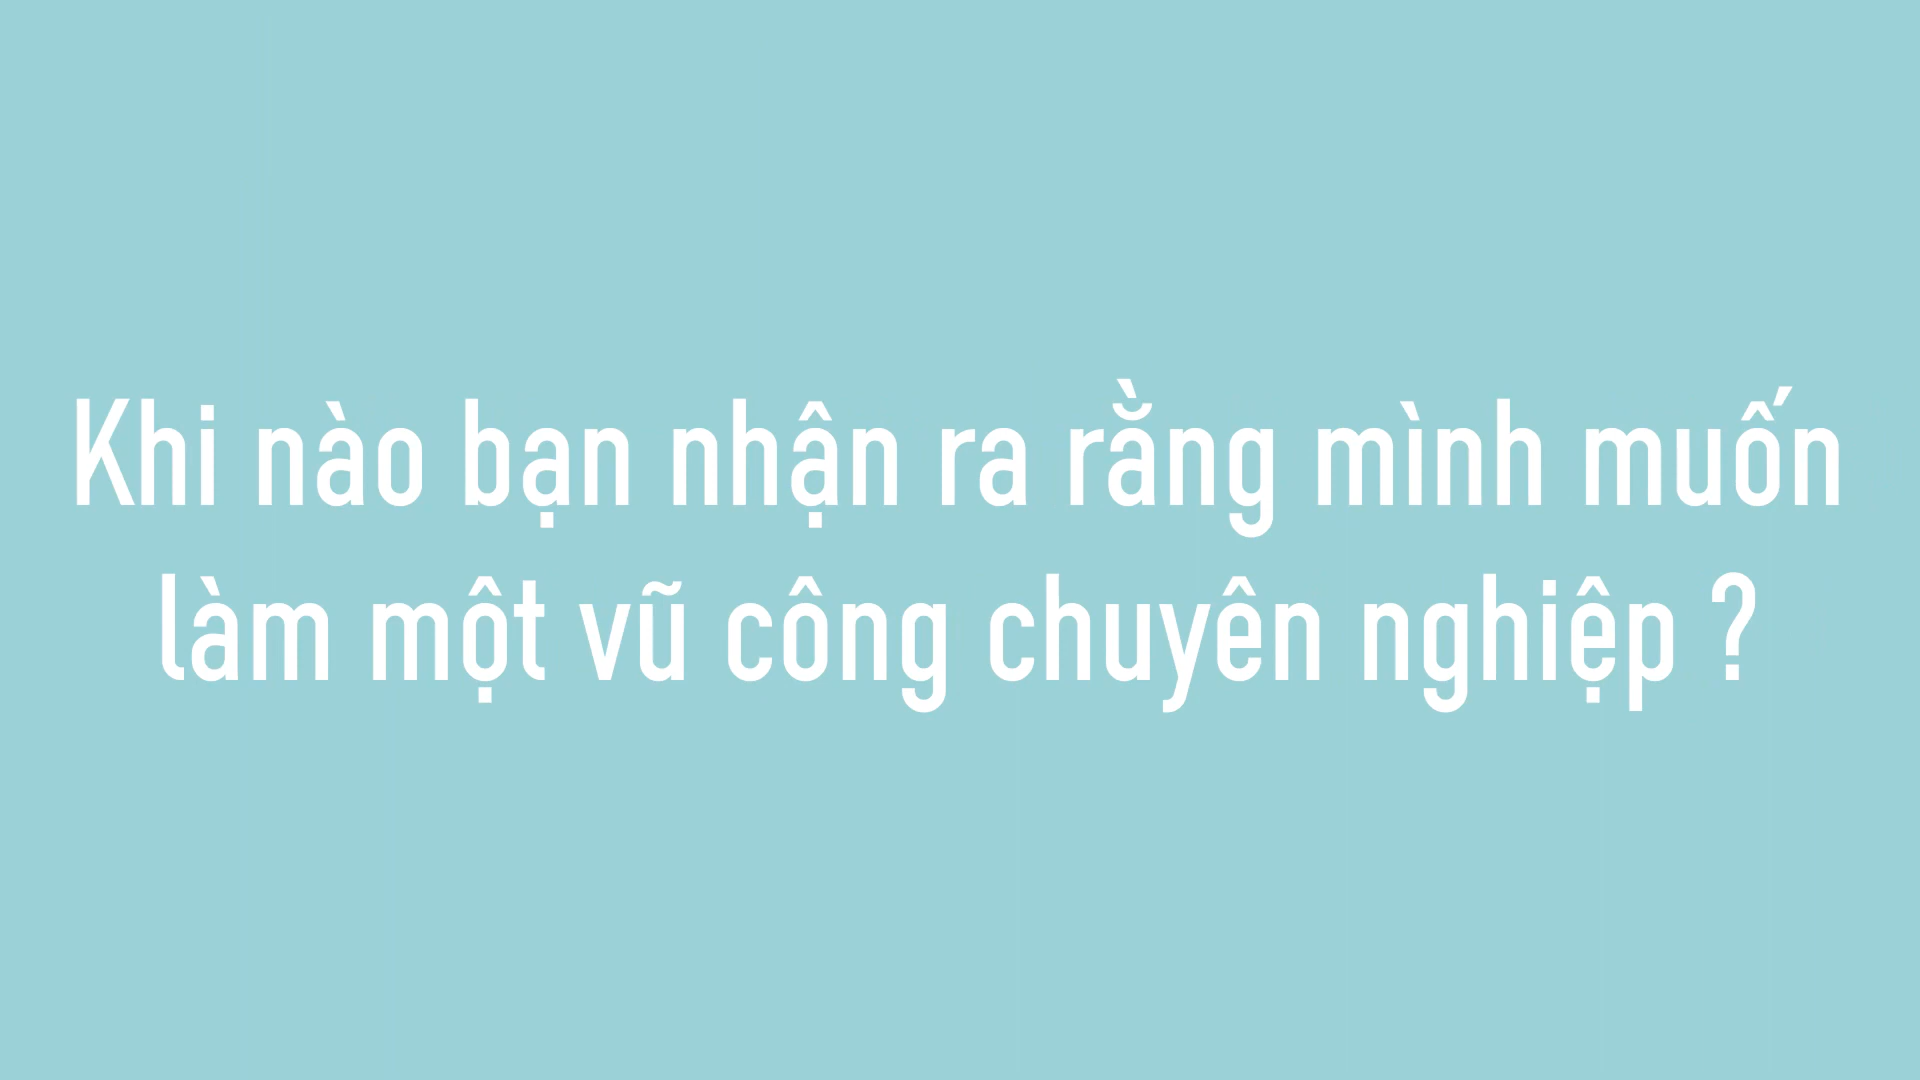 Khi nào bạn nhận ra rằng mình muốn
làm một vũ công chuyên nghiệp ?